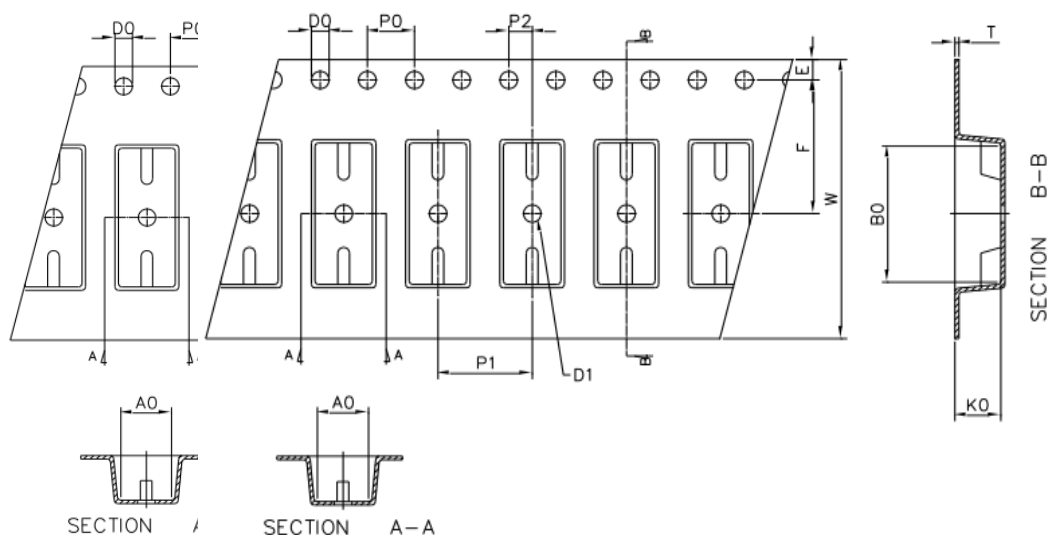 D0 P0 D0 P0 P2 B T
E
F
W
B0
SECTION B-B
A A A B
P1 D1
K0
A0 A0
SECTION A SECTION A-A